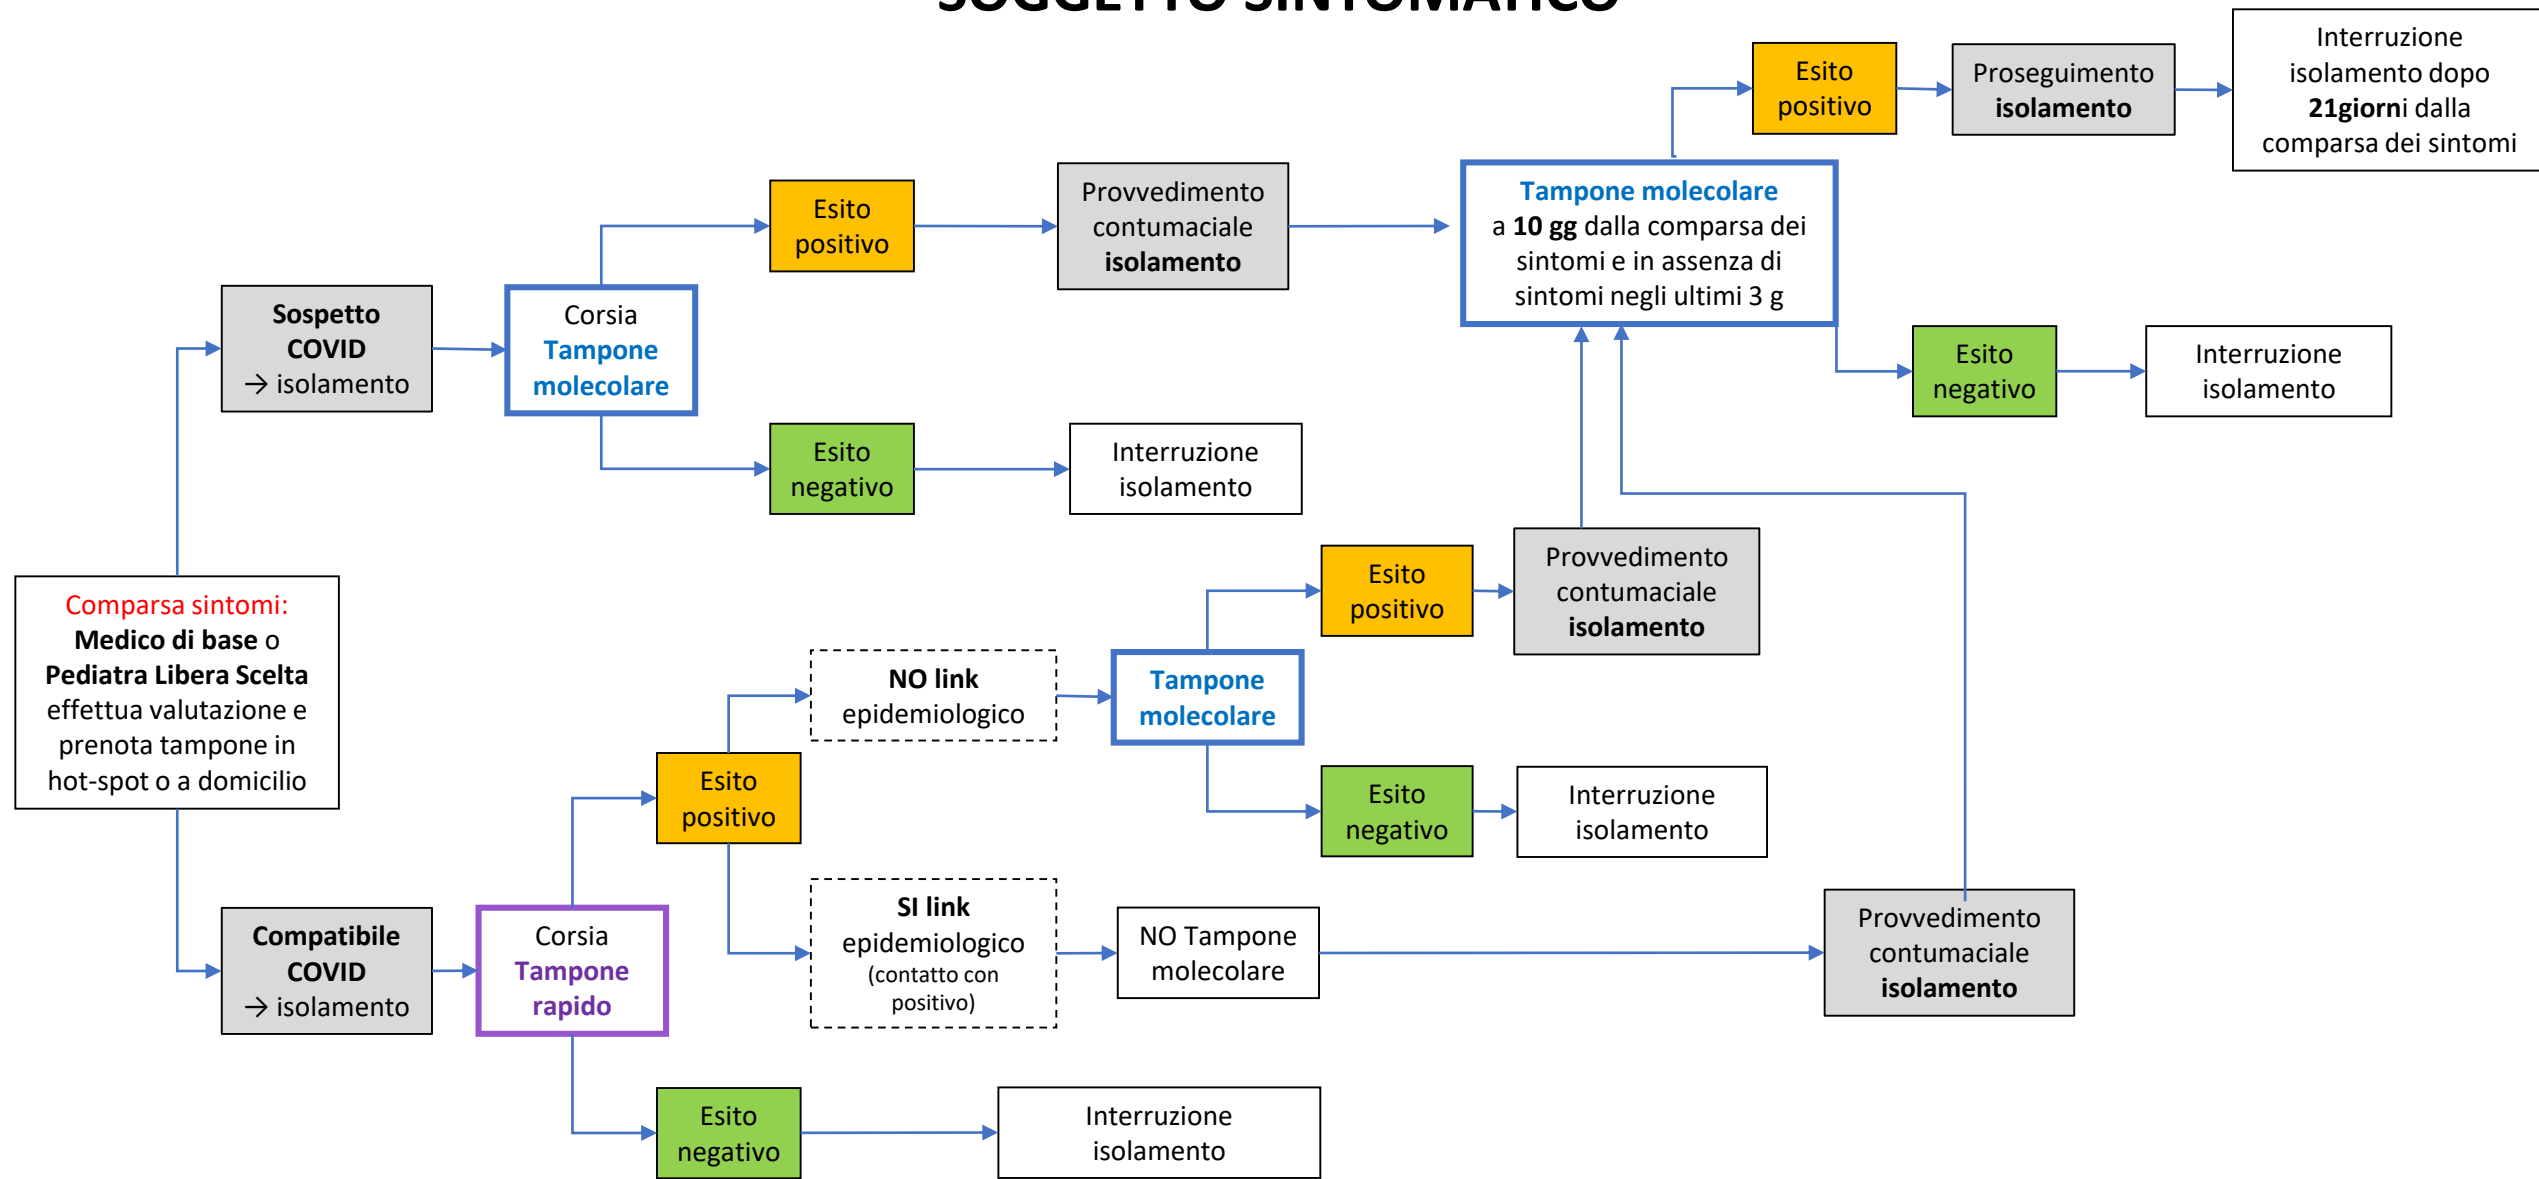 SOGGETTO SINTOMATICO
Esito
positivo
Proseguimento
isolamento
Interruzione
isolamento dopo
21giorni dalla
comparsa dei sintomi
Esito
positivo
Provvedimento
contumaciale
isolamento
Tampone molecolare
a 10 gg dalla comparsa dei
sintomi e in assenza di
sintomi negli ultimi 3 g
Sospetto
COVID
→ isolamento
Corsia
Tampone
molecolare
Esito
negativo
Interruzione
isolamento
Esito
negativo
Interruzione
isolamento
Comparsa sintomi:
Medico di base o
Pediatra Libera Scelta
effettua valutazione e
prenota tampone in
hot-spot o a domicilio
Esito
positivo
Provvedimento
contumaciale
isolamento
NO link
epidemiologico
Tampone
molecolare
Esito
positivo
Esito
negativo
Interruzione
isolamento
Compatibile
COVID
→ isolamento
Corsia
Tampone
rapido
SI link
epidemiologico
(contatto con
positivo)
NO Tampone
molecolare
Provvedimento
contumaciale
isolamento
Esito
negativo
Interruzione
isolamento